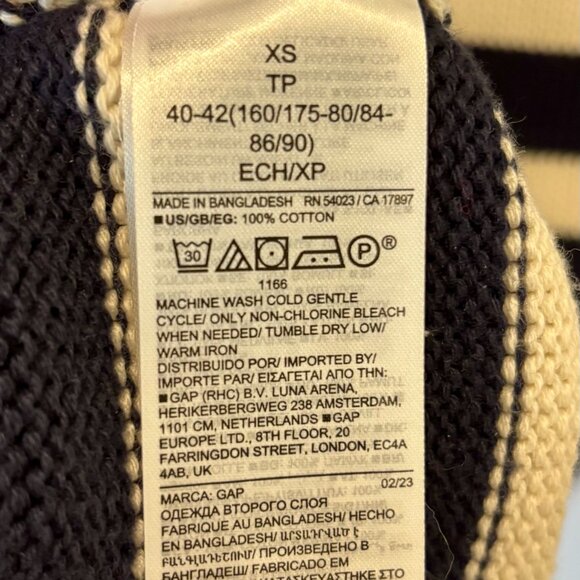 XS
TP
40-42(160/175-80/84-
86/90)
ECH/XP
MADE IN BANGLADESH RN 54023 / CA 17897
■ US/GB/EG: 100% COTTON
30 P ®
1166
MACHINE WASH COLD GENTLE
CYCLE/ ONLY NON-CHLORINE BLEACH
WHEN NEEDED/ TUMBLE DRY LOW/
WARM IRON
DISTRIBUIDO POR/ IMPORTED BY/
IMPORTE PAR/ ΕΙΣΑΓΕΤΑΙ ΑΠΟ ΤΗΝ:
■ GAP (RHC) B.V. LUNA ARENA,
HERIKERBERGWEG 238 AMSTERDAM,
1101 CM, NETHERLANDS ■ GAP
EUROPE LTD., 8TH FLOOR, 20
FARRINGDON STREET, LONDON, EC4A
4AB, UK
MARCA: GAP 02/23
ОДЕЖДА ВТОРОГО СЛОЯ
FABRIQUE AU BANGLADESH/ HECHO
EN BANGLADESH/ ԱՐՏԱԴՐՎԱԾ Է
ԲԱՆԳԼԱԴԵՇՈՒՄ/ ПРОИЗВЕДЕНО В
БАНГЛАДЕШ/ FABRICADO EM
ΚΑΤΑΣΚΕΥΑΣΤΗΚΕ ΣΤΟ